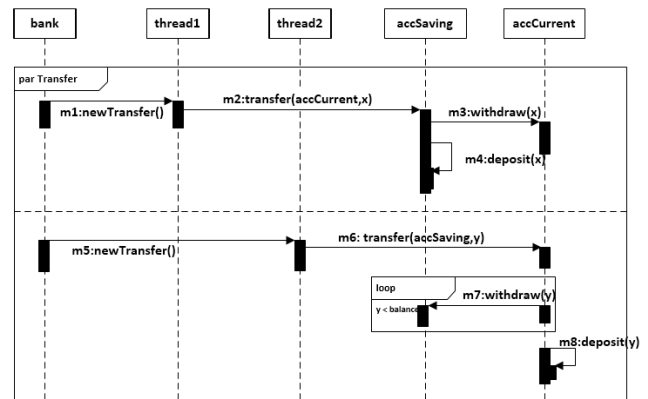 bank thread1 thread2 accSaving accCurrent
par Transfer
m2:transfer(accCurrent,x)
m1:newTransfer()
m3:withdraw(x)
m4:deposit(x)
m6: transfer(accSaving,y)
m5:newTransfer()
loop
m7:withdraw(y)
y < balance
m8:deposit(y)